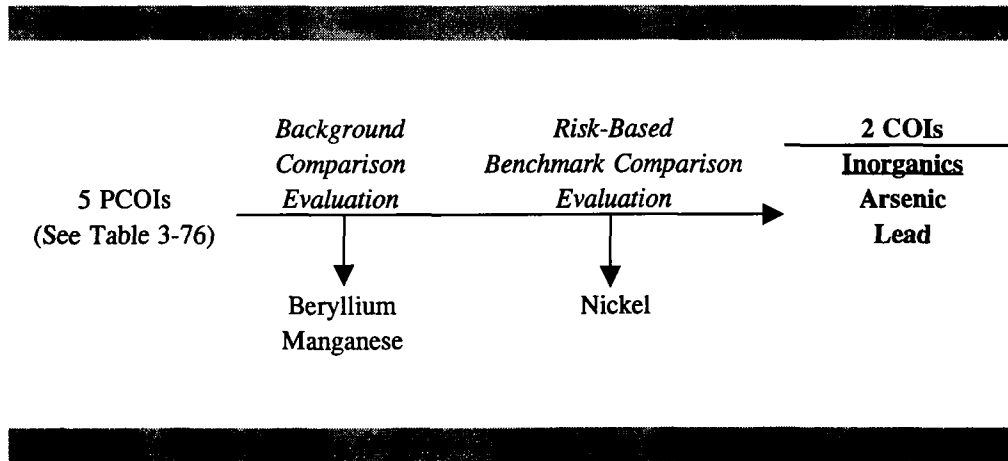 5 PCOIs
(See Table 3-76)
Background
Comparison
Evaluation
Beryllium
Manganese
Risk-Based
Benchmark Comparison
Evaluation
Nickel
2 COIs
Inorganics
Arsenic
Lead